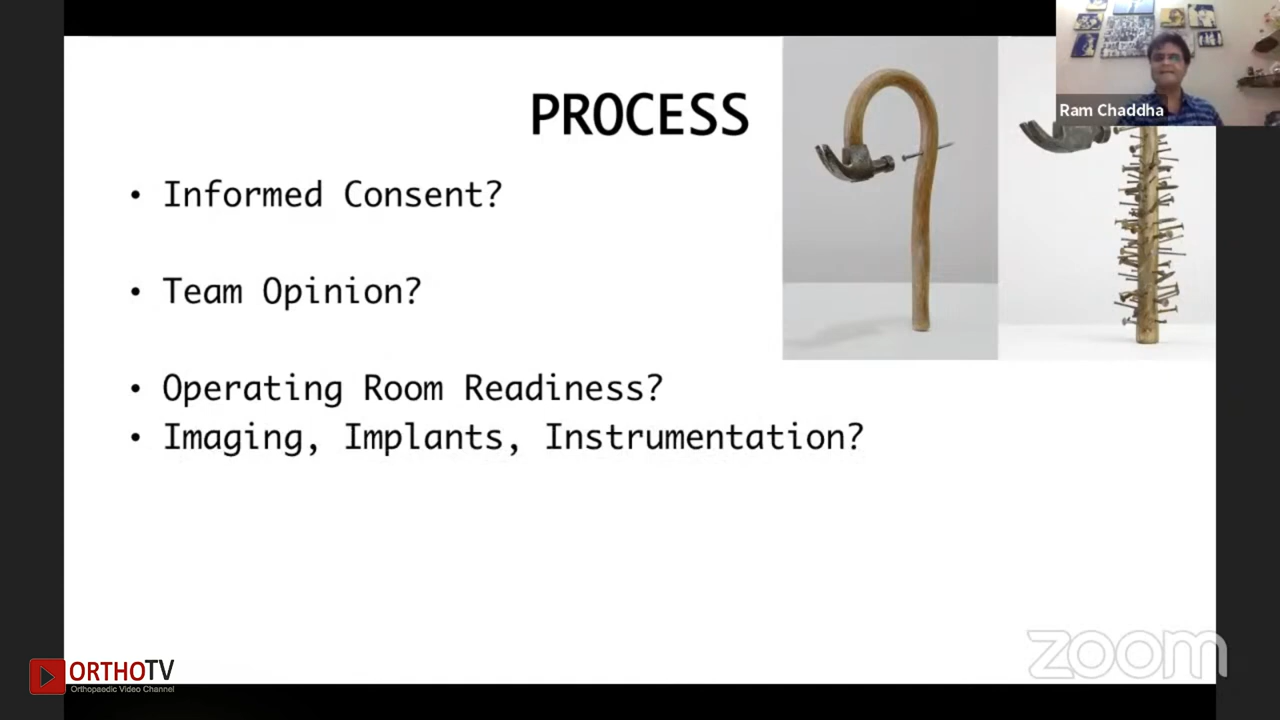 PROCESS
Ram Chaddha
• Informed Consent?
• Team Opinion?
• Operating Room Readiness?
• Imaging, Implants, Instrumentation?
zoom
ORTHOTV
Orthopaedic Video Channel